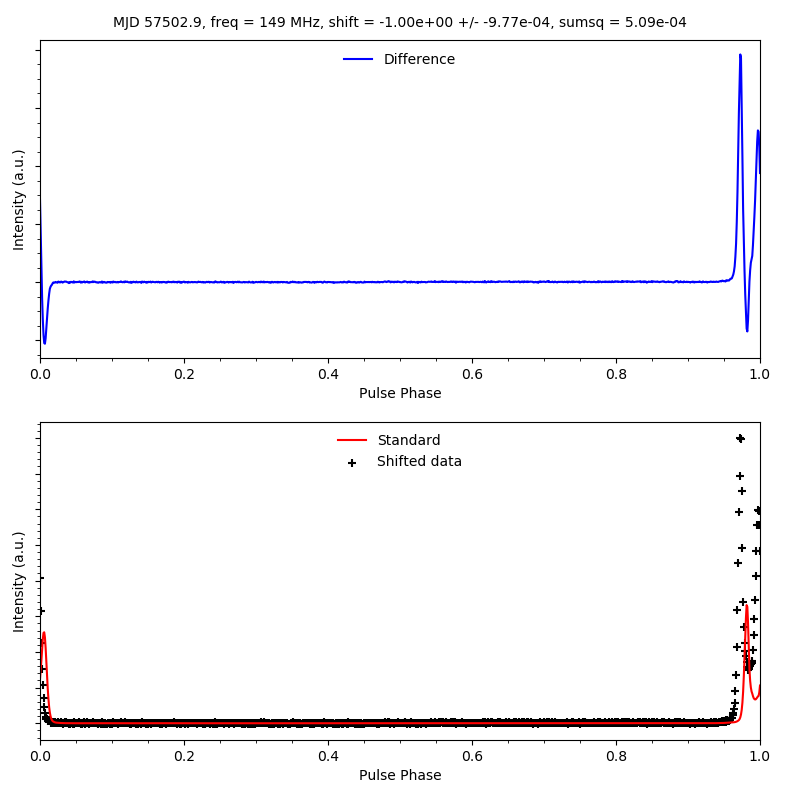 MJD 57502.9, freq = 149 MHz, shift = -1.00e+00 +/- -9.77e-04, sumsq = 5.09e-04
Difference
Intensity (a.u.)
0.0 0.2 0.4 0.6 0.8 1.0
Pulse Phase
Standard
Shifted data
Intensity (a.u.)
0.0 0.2 0.4 0.6 0.8 1.0
Pulse Phase